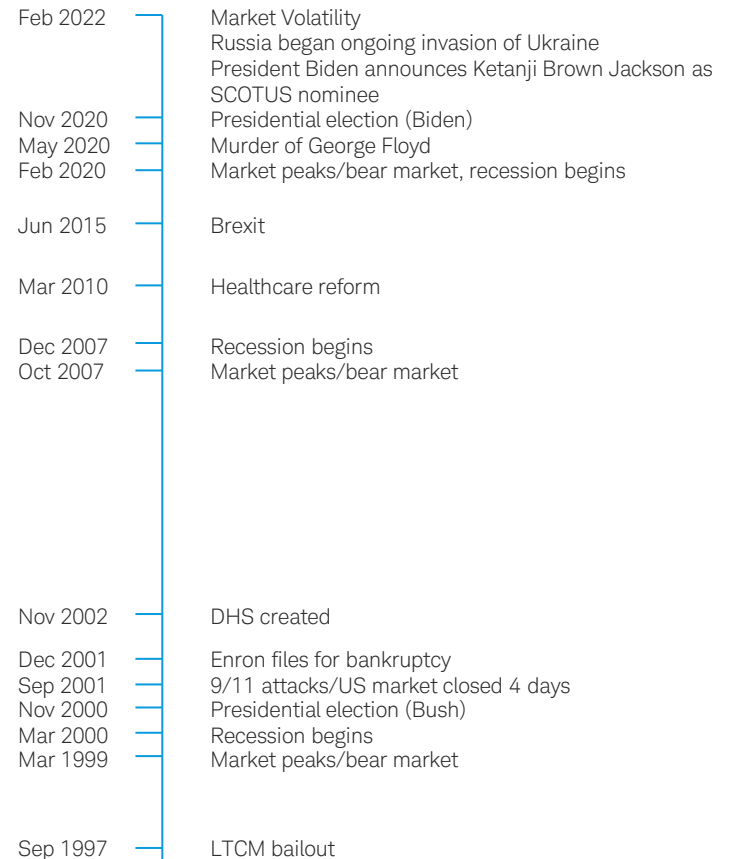 Feb 2022 Market Volatility
Russia began ongoing invasion of Ukraine
President Biden announces Ketanji Brown Jackson as
SCOTUS nominee
Nov 2020 Presidential election (Biden)
May 2020 Murder of George Floyd
Feb 2020 Market peaks/bear market, recession begins
Jun 2015 Brexit
Mar 2010 Healthcare reform
Dec 2007 Recession begins
Oct 2007 Market peaks/bear market
Nov 2002 DHS created
Dec 2001 Enron files for bankruptcy
Sep 2001 9/11 attacks/US market closed 4 days
Nov 2000 Presidential election (Bush)
Mar 2000 Recession begins
Mar 1999 Market peaks/bear market
Sep 1997 LTCM bailout